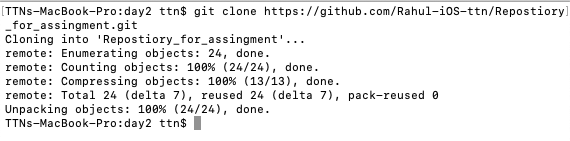 [TTNs-MacBook-Pro:day2 ttn$ git clone https://github.com/Rahul-iOS-ttn/Repostiory]
_for_assingment.git
Cloning into 'Repostiory_for_assingment'...
remote: Enumerating objects: 24, done.
remote: Counting objects: 100% (24/24), done.
remote: Compressing objects: 100% (13/13), done.
remote: Total 24 (delta 7), reused 24 (delta 7), pack-reused 0
Unpacking objects: 100% (24/24), done.
TTNs-MacBook-Pro:day2 ttn$